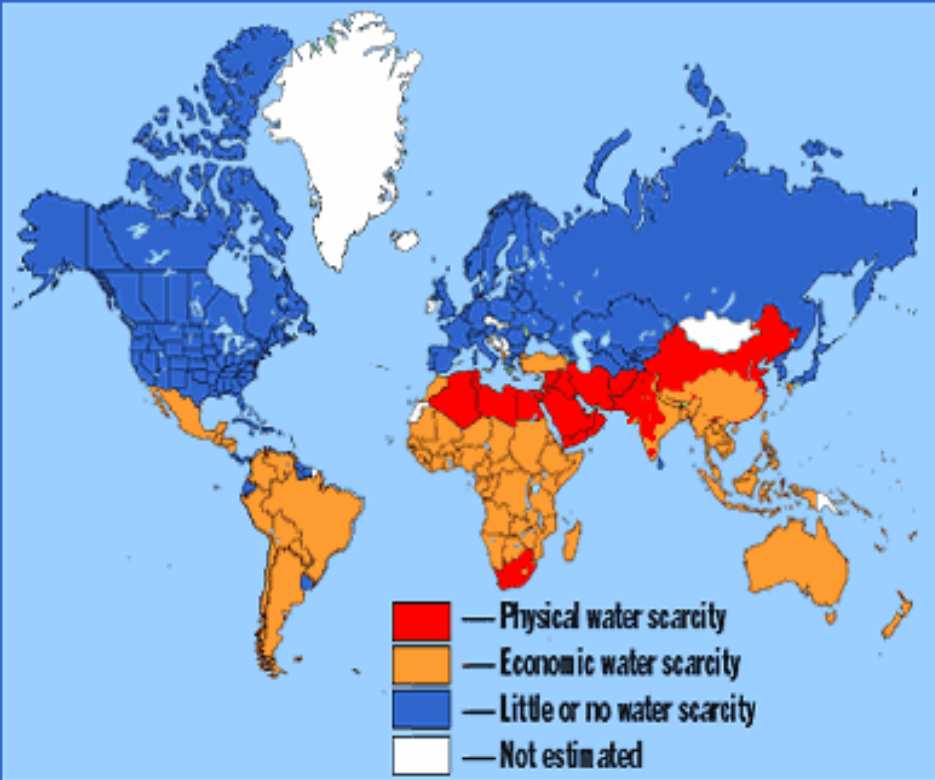 — Physical water scarcity
— Economic water scarcity
— Little or no water scarcity
— Not estimated